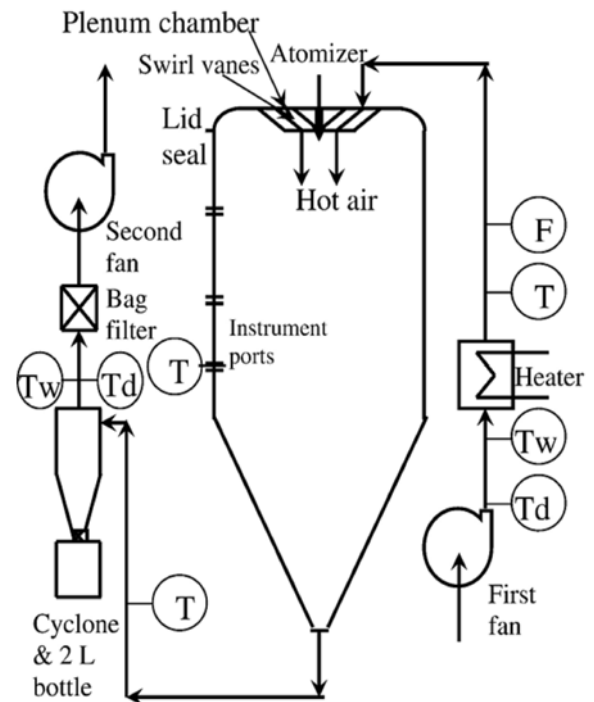 Plenum chamber
Swirl vanes
Atomizer
Lid
seal
Hot air
Second
fan
Bag
filter
Instrument
ports
F
T
T
Tw
Td
Heater
Tw
Td
T
First
fan
Cyclone
& 2 L
bottle